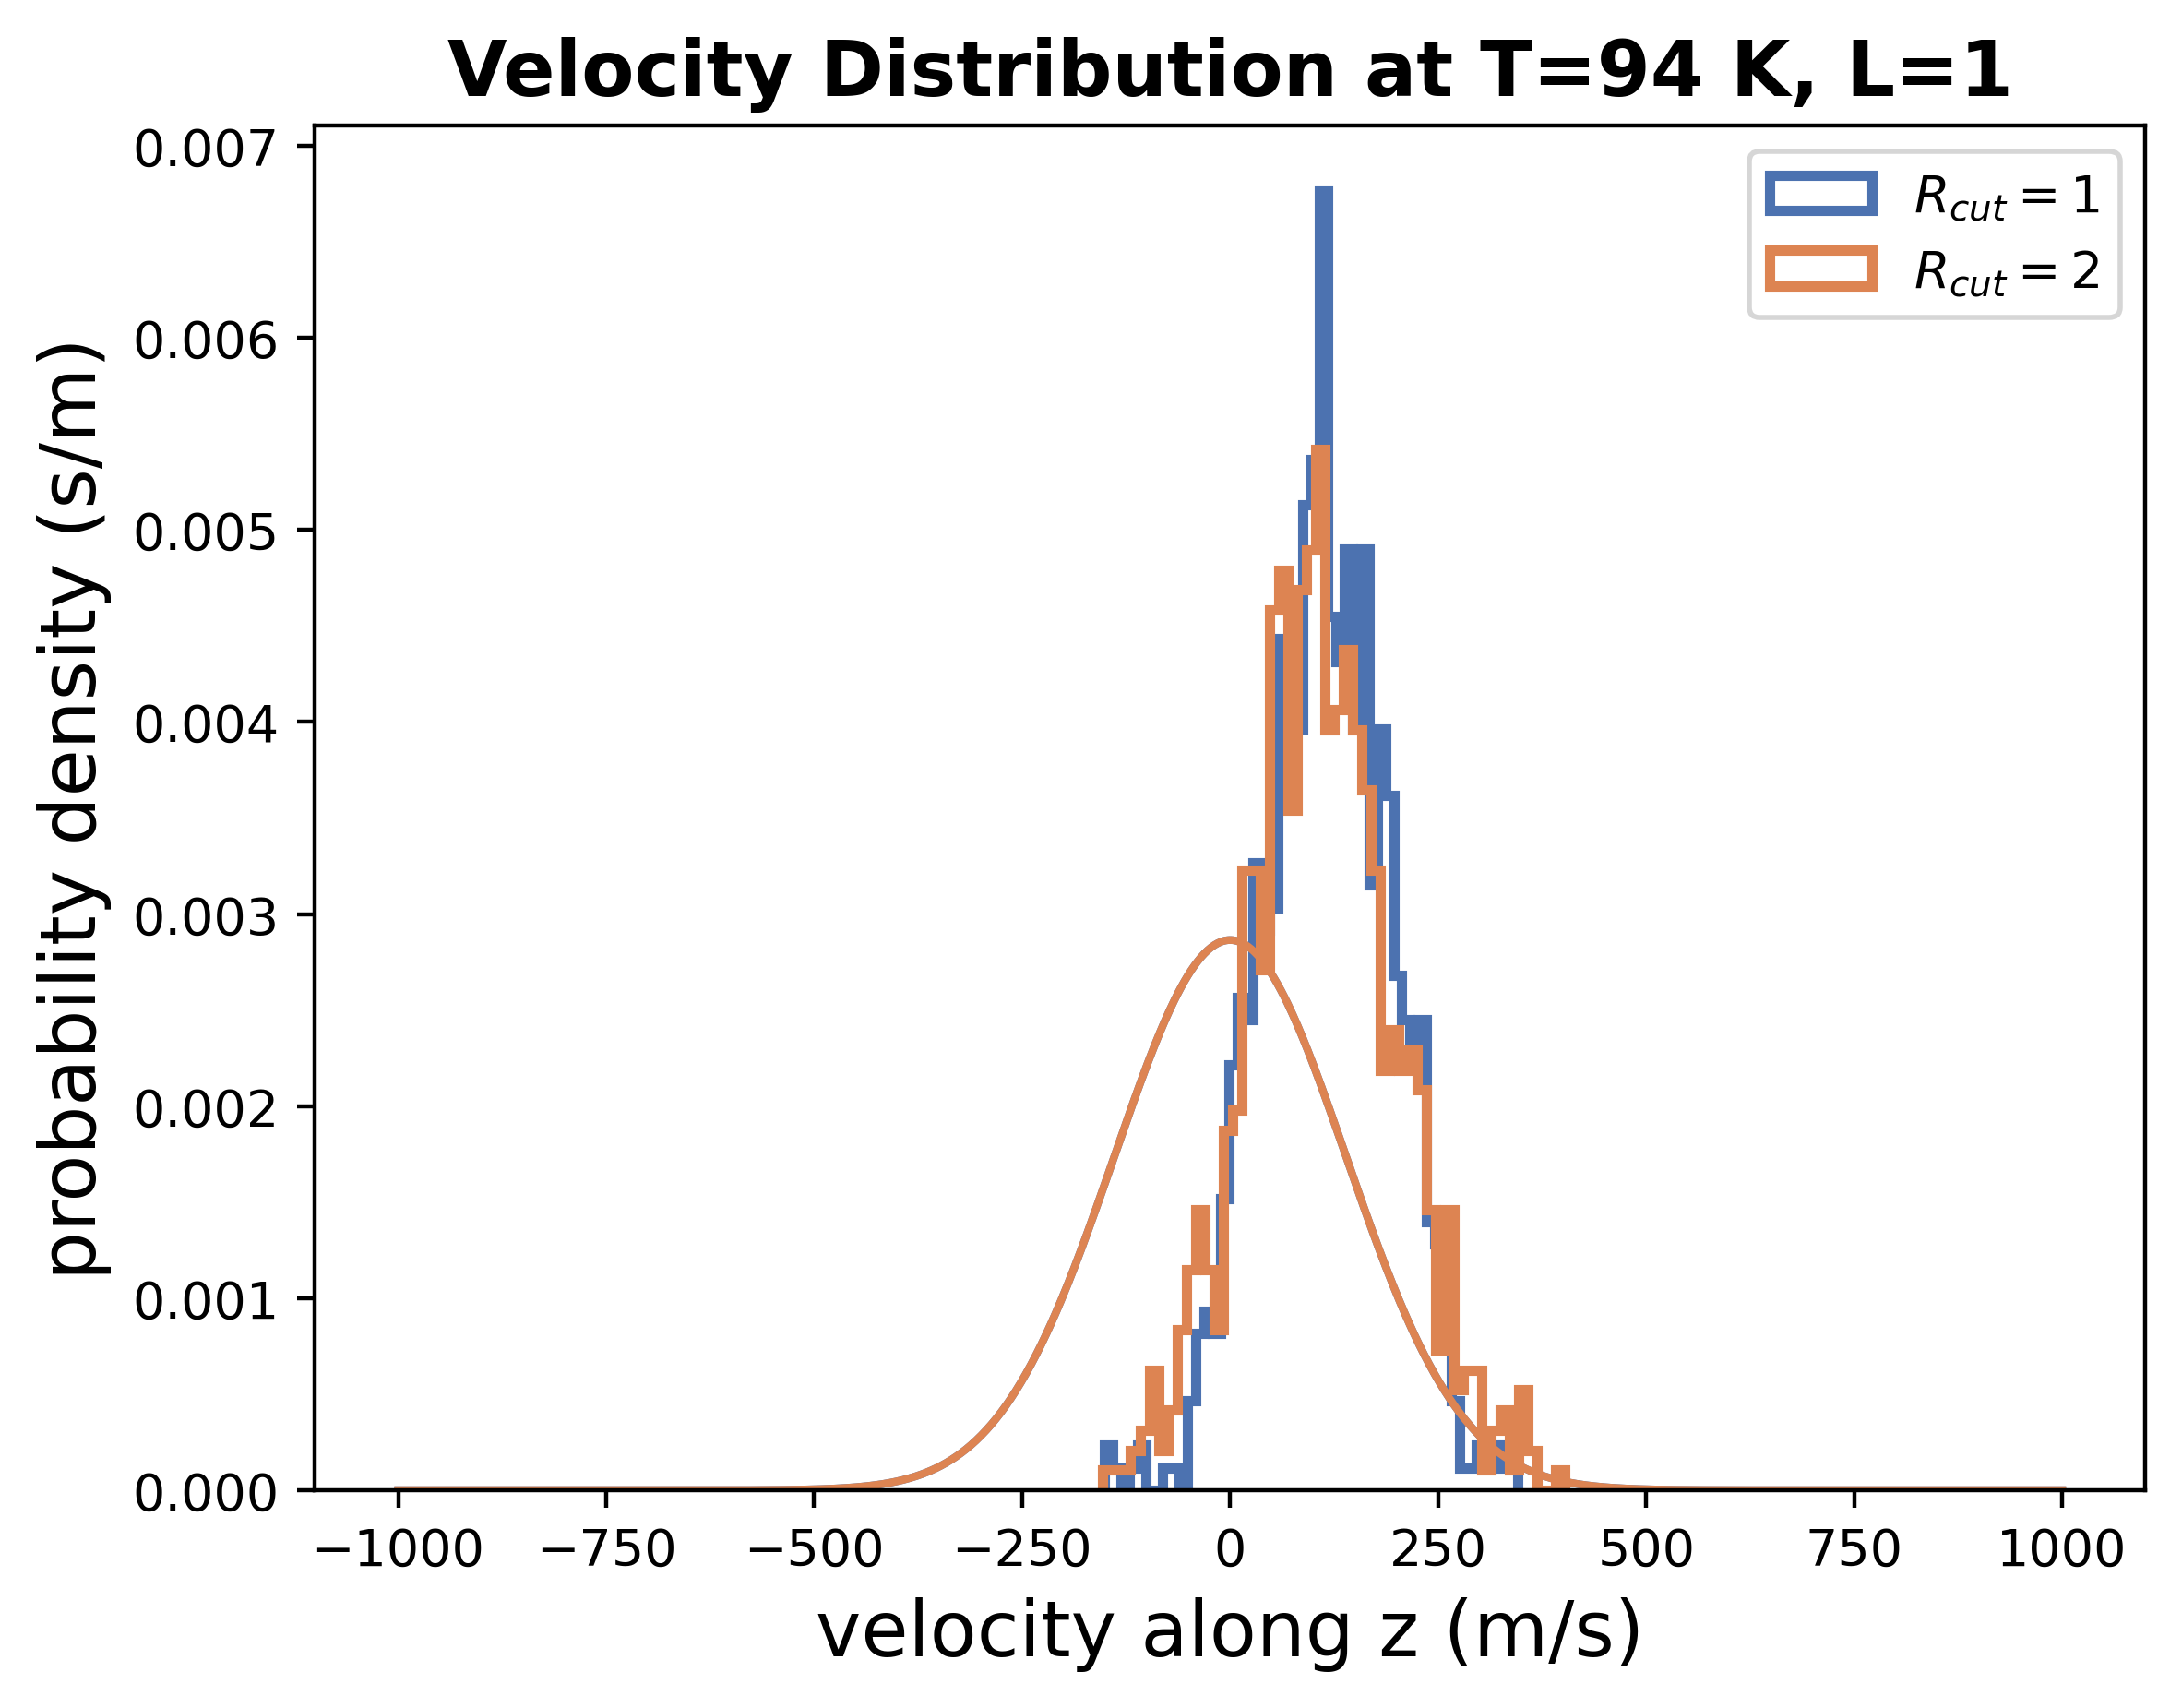 Velocity Distribution at T=94 K, L=1
R_cut = 1
R_cut = 2
probability density (s/m)
0.007
0.006
0.005
0.004
0.003
0.002
0.001
0.000
−1000 −750 −500 −250 0 250 500 750 1000
velocity along z (m/s)